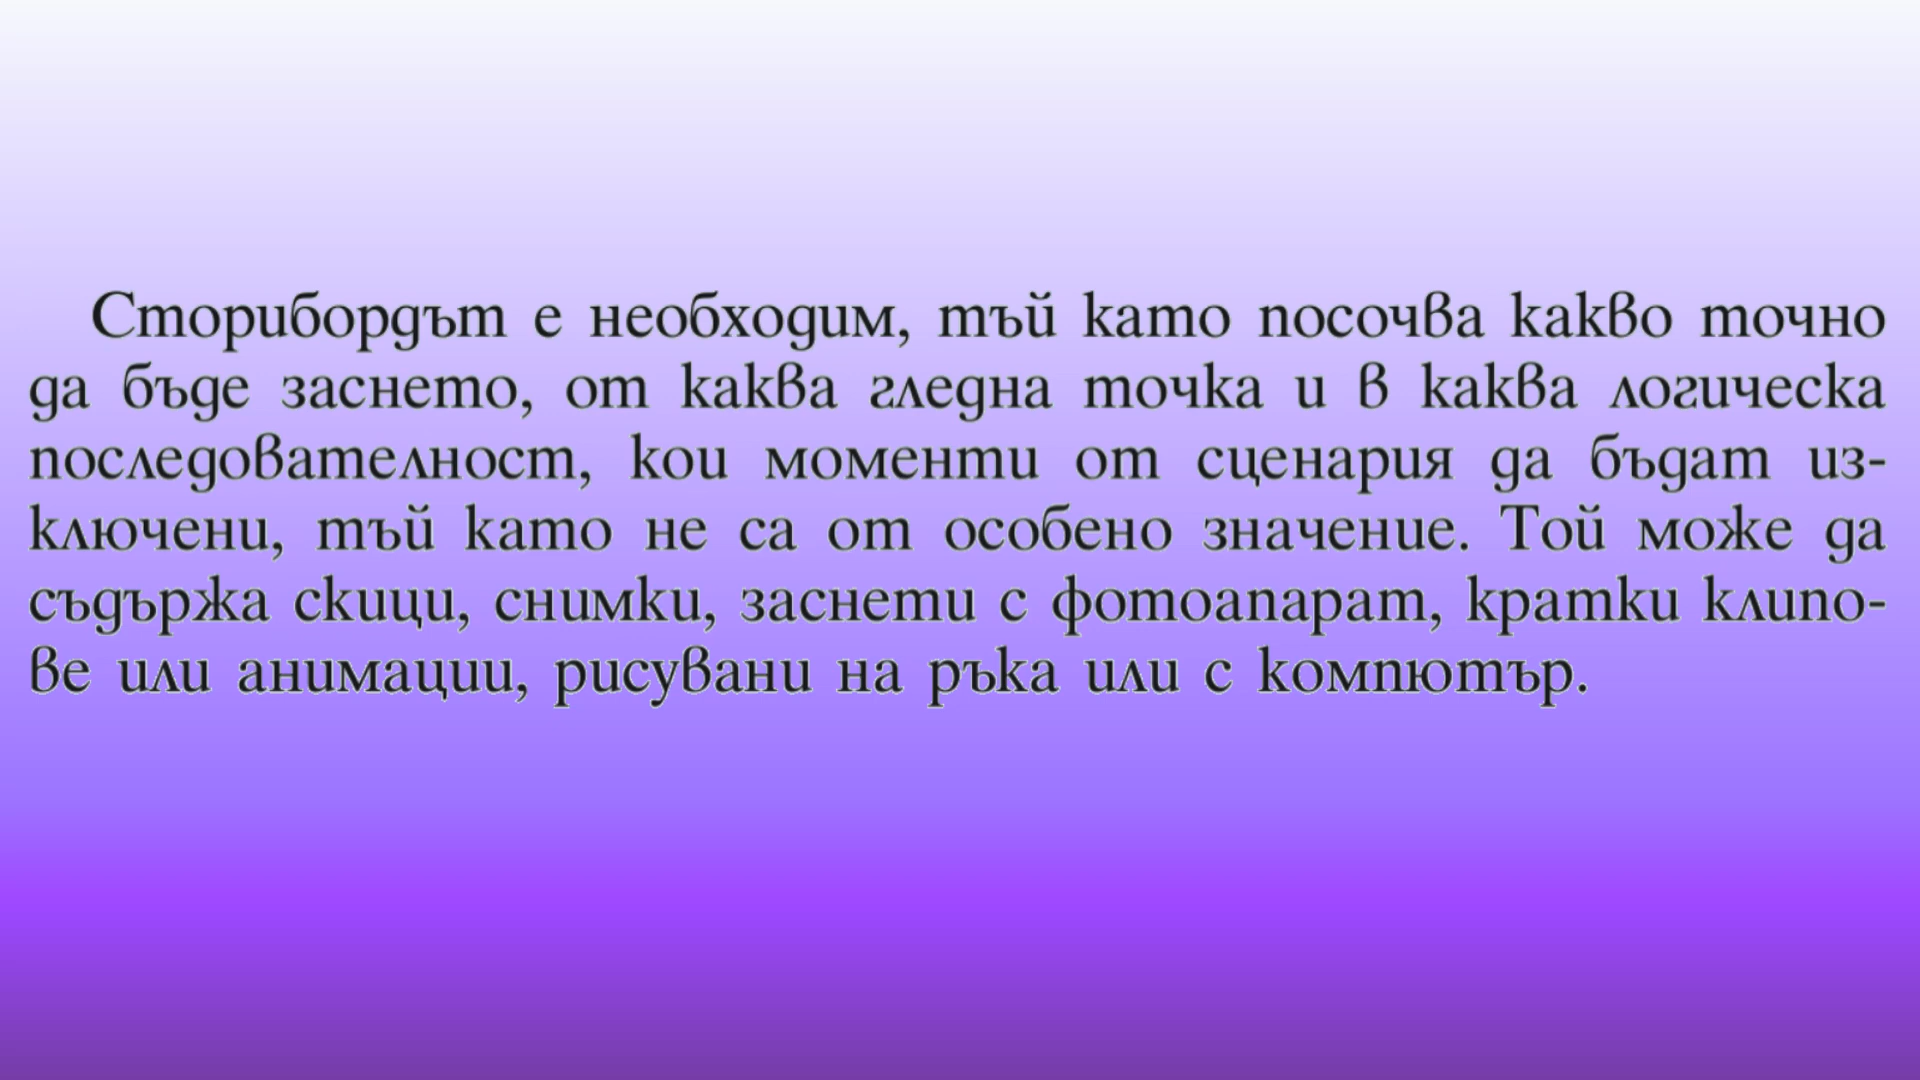 Сторибордът е необходим, тъй като посочва какво точно
да бъде заснето, от каква гледна точка и в каква логическа
последователност, кои моменти от сценария да бъдат из-
ключени, тъй като не са от особено значение. Той може да
съдържа скици, снимки, заснети с фотоапарат, кратки клипо-
ве или анимации, рисувани на ръка или с компютър.